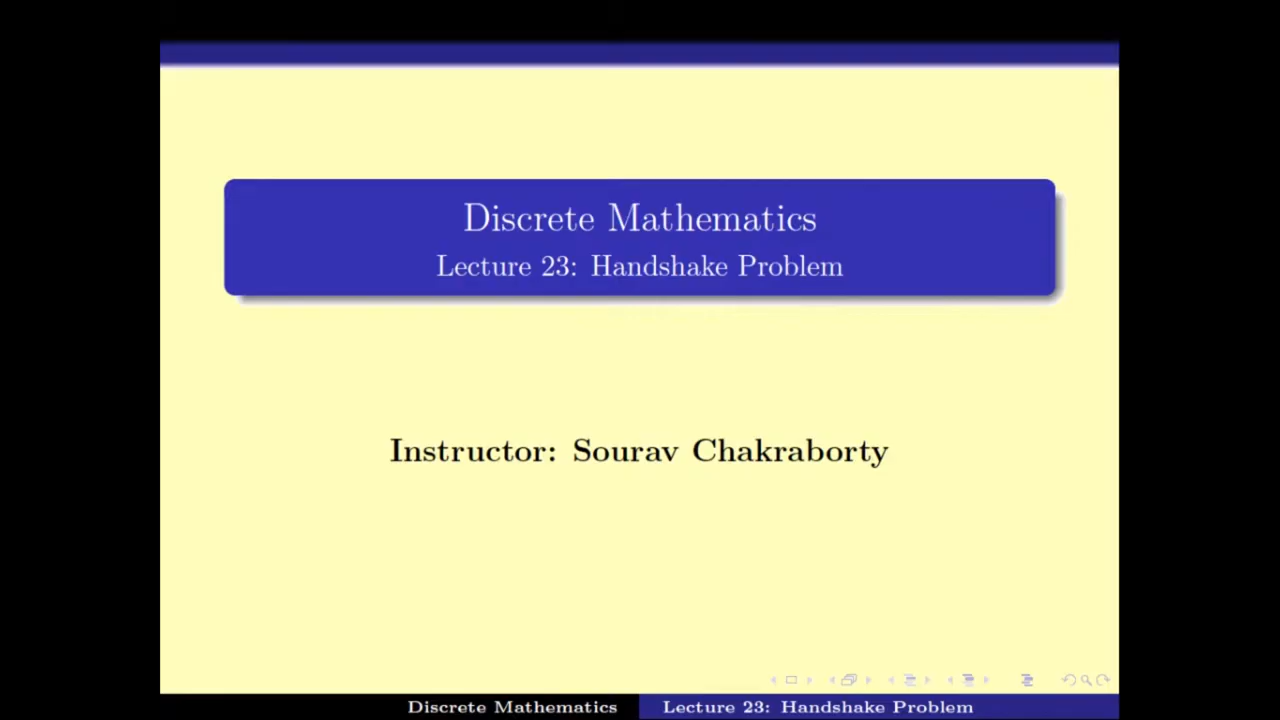 Discrete Mathematics
Lecture 23: Handshake Problem
Instructor: Sourav Chakraborty
Discrete Mathematics Lecture 23: Handshake Problem